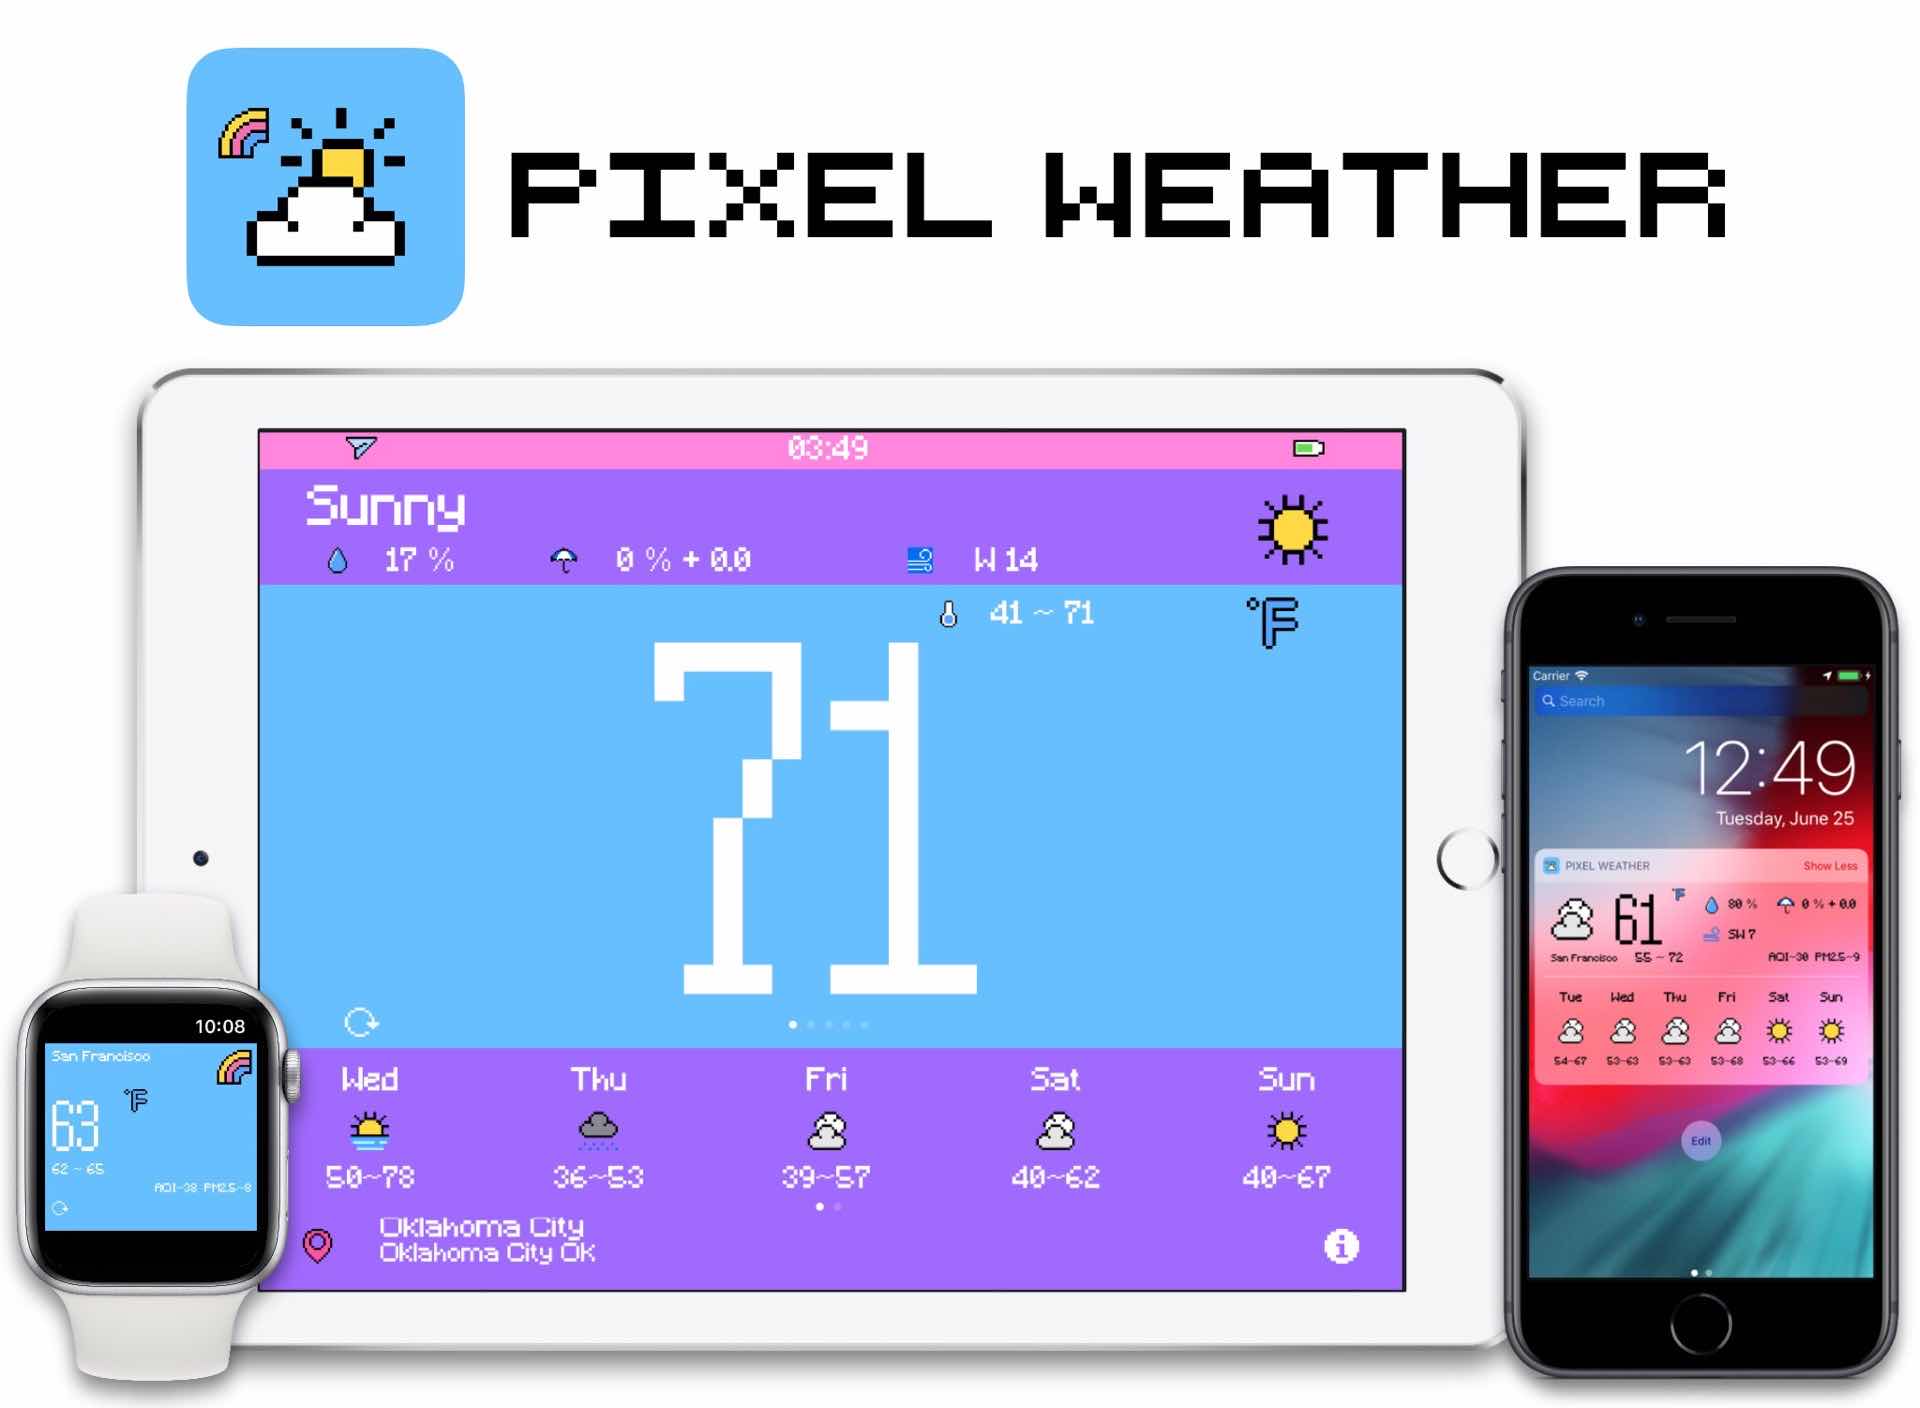 PIXEL WEATHER
03:49
Sunny
17 %
0 % + 0.0
W 14
41 ~ 71
°F
71
Wed
Thu
Fri
Sat
Sun
50~78
36~53
39~57
40~62
40~67
Oklahoma City
Oklahoma City OK
10:08
San Francisco
°F
63
62 ~ 65
AQI-38 PM2.5-8
Carrier
Search
12:49
Tuesday, June 25
PIXEL WEATHER
Show Less
61
°F
80 %
0 % + 0.0
SW 7
San Francisco
55 ~ 72
AQI-38 PM2.5-9
Tue
Wed
Thu
Fri
Sat
Sun
54~67
53~63
53~63
53~68
53~66
53~69
Edit